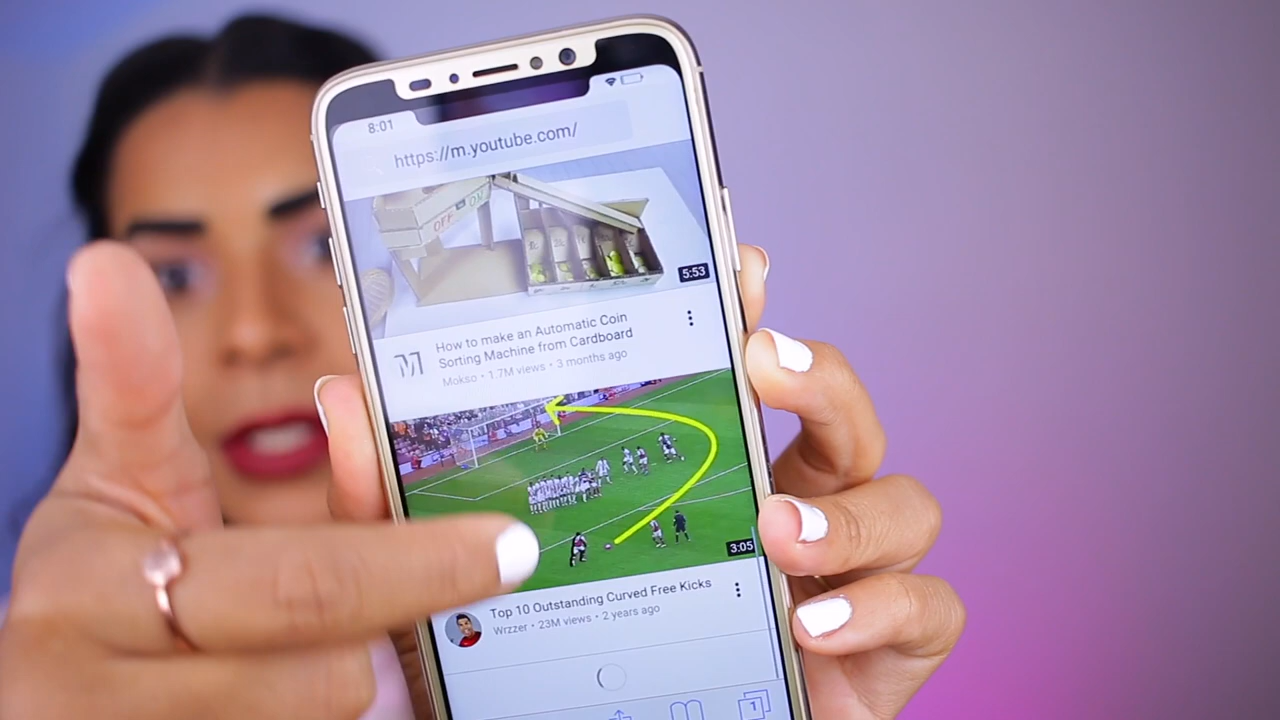 8:01
https://m.youtube.com/
OFF ON
5:53
How to make an Automatic Coin
Sorting Machine from Cardboard
Mokso • 1.7M views • 3 months ago
3:05
Top 10 Outstanding Curved Free Kicks
Wrzzer • 23M views • 2 years ago
1